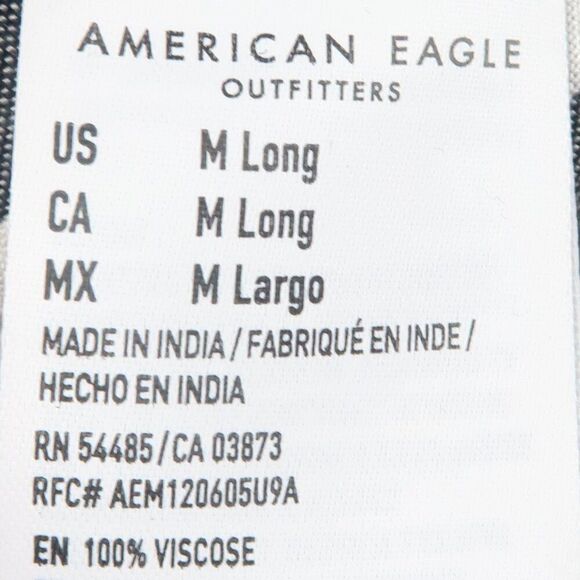 AMERICAN EAGLE
OUTFITTERS
US M Long
CA M Long
MX M Largo
MADE IN INDIA / FABRIQUÉ EN INDE /
HECHO EN INDIA
RN 54485 / CA 03873
RFC# AEM120605U9A
EN 100% VISCOSE